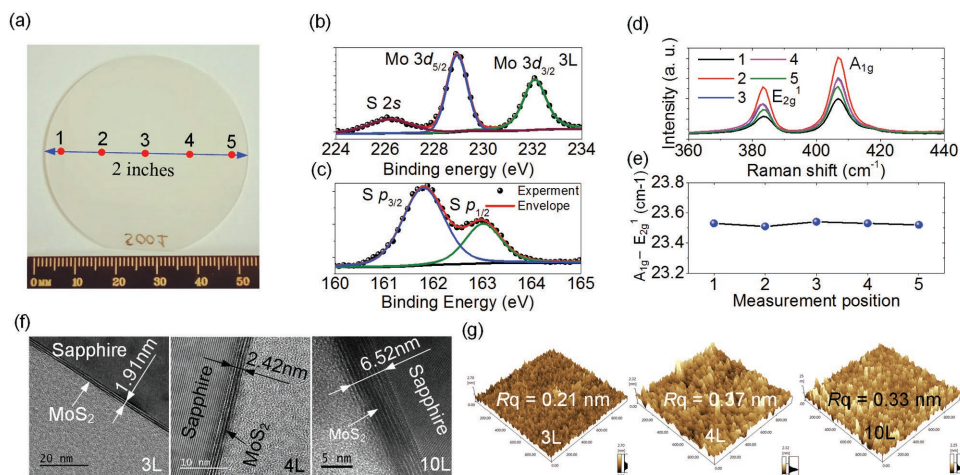 (a)
1 2 3 4 5
2 inches
S001
0MM 10 20 30 40 50
(b)
Mo 3d5/2
Mo 3d3/2
3L
S 2s
224 226 228 230 232 234
Binding energy (eV)
(c)
S p3/2
S p1/2
Experment
Envelope
160 161 162 163 164 165
Binding Energy (eV)
(d)
Intensity (a. u.)
1 4
2 5
3
E2g1
A1g
360 380 400 420 440
Raman shift (cm-1)
(e)
A1g– E2g1 (cm-1)
23.8
23.6
23.4
23.2
1 2 3 4 5
Measurement position
(f)
Sapphire
1.91nm
MoS2
20 nm
3L
Sapphire
2.42nm
MoS2
10 nm
4L
6.52nm
Sapphire
MoS2
5 nm
10L
(g)
Rq = 0.21 nm
3L
Rq = 0.37 nm
4L
Rq = 0.33 nm
10L